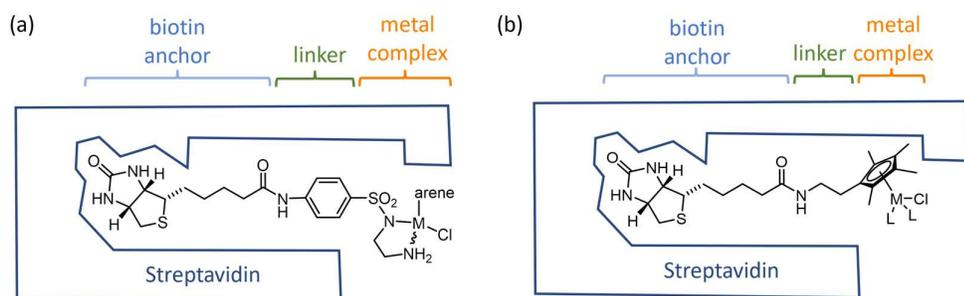 (a)
biotin
anchor
linker
metal
complex
O
NH
H
HN
H
S
O
N
H
SO2
N
M
arene
Cl
NH2
Streptavidin
(b)
biotin
anchor
linker
metal
complex
O
NH
H
HN
H
S
O
N
H
M
Cl
L
L
Streptavidin